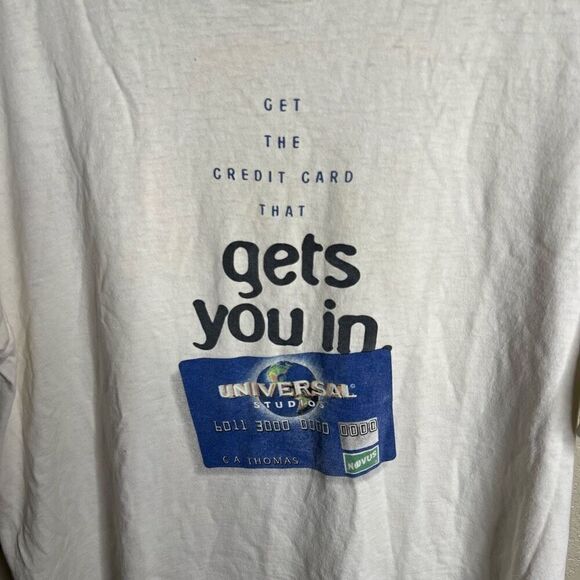 GET
THE
CREDIT CARD
THAT
gets
you in.
UNIVERSAL®
STUDIOS
6011 3000 0000 0000
C A THOMAS
NOVUS